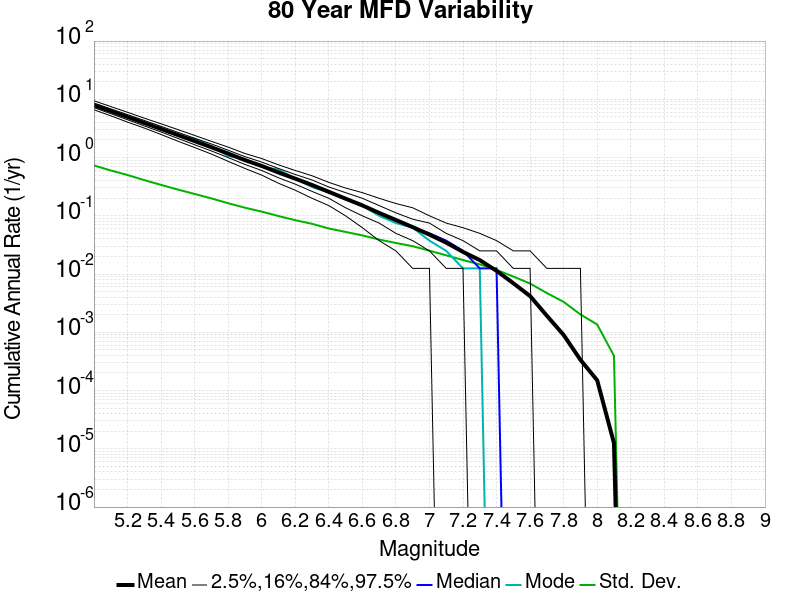 80 Year MFD Variability
Cumulative Annual Rate (1/yr)
10^2
10^1
10^0
10^-1
10^-2
10^-3
10^-4
10^-5
10^-6
5.2 5.4 5.6 5.8 6 6.2 6.4 6.6 6.8 7 7.2 7.4 7.6 7.8 8 8.2 8.4 8.6 8.8 9
Magnitude
Mean 2.5%,16%,84%,97.5% Median Mode Std. Dev.